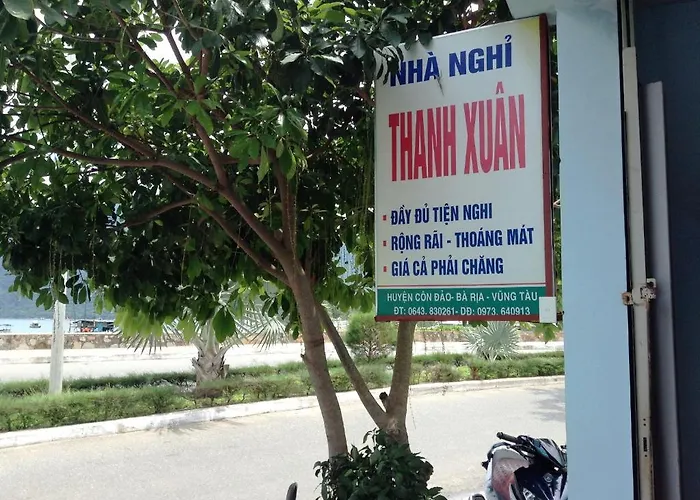 NHÀ NGHỈ
THANH XUÂN
ĐẦY ĐỦ TIỆN NGHI
RỘNG RÃI - THOÁNG MÁT
GIÁ CẢ PHẢI CHĂNG
HUYỆN CÔN ĐẢO- BÀ RỊA - VŨNG TÀU
ĐT: 0643. 830261- DĐ: 0973. 640913